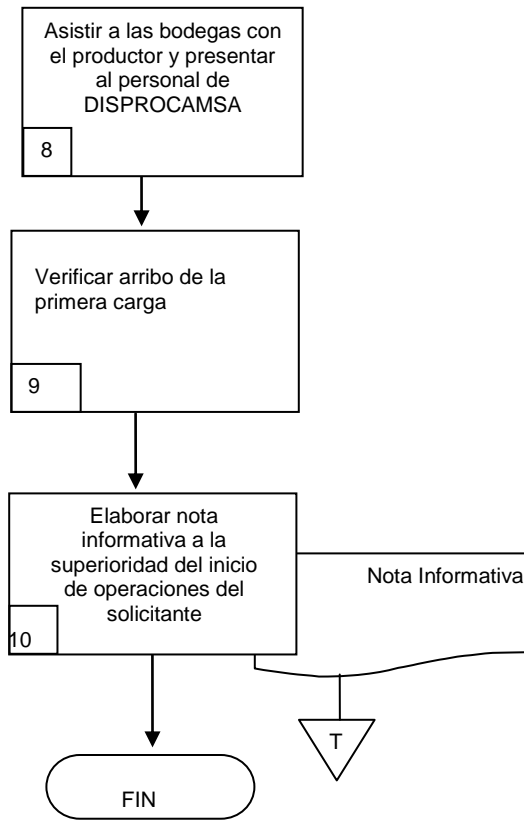 Asistir a las bodegas con
el productor y presentar
al personal de
DISPROCAMSA
8
Verificar arribo de la
primera carga
9
Elaborar nota
informativa a la
superioridad del inicio
de operaciones del
solicitante
10
Nota Informativa
T
FIN